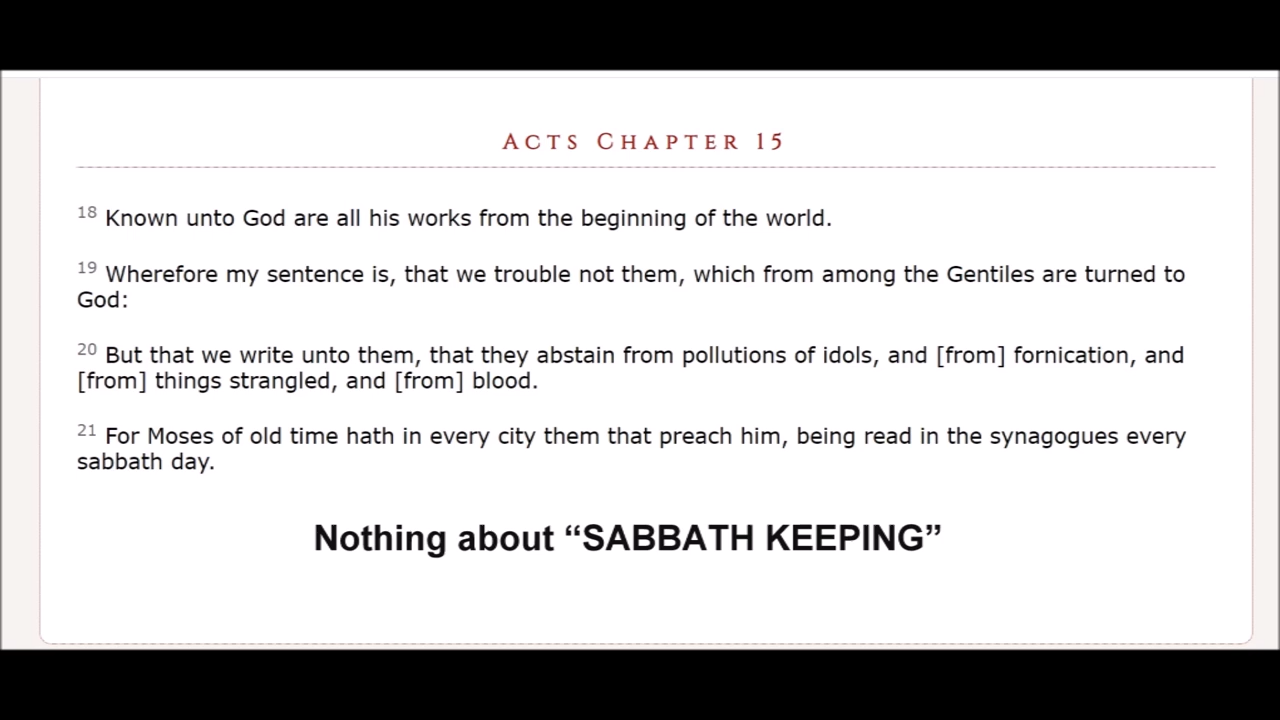 Acts Chapter 15
18 Known unto God are all his works from the beginning of the world.
19 Wherefore my sentence is, that we trouble not them, which from among the Gentiles are turned to
God:
20 But that we write unto them, that they abstain from pollutions of idols, and [from] fornication, and
[from] things strangled, and [from] blood.
21 For Moses of old time hath in every city them that preach him, being read in the synagogues every
sabbath day.
Nothing about “SABBATH KEEPING”